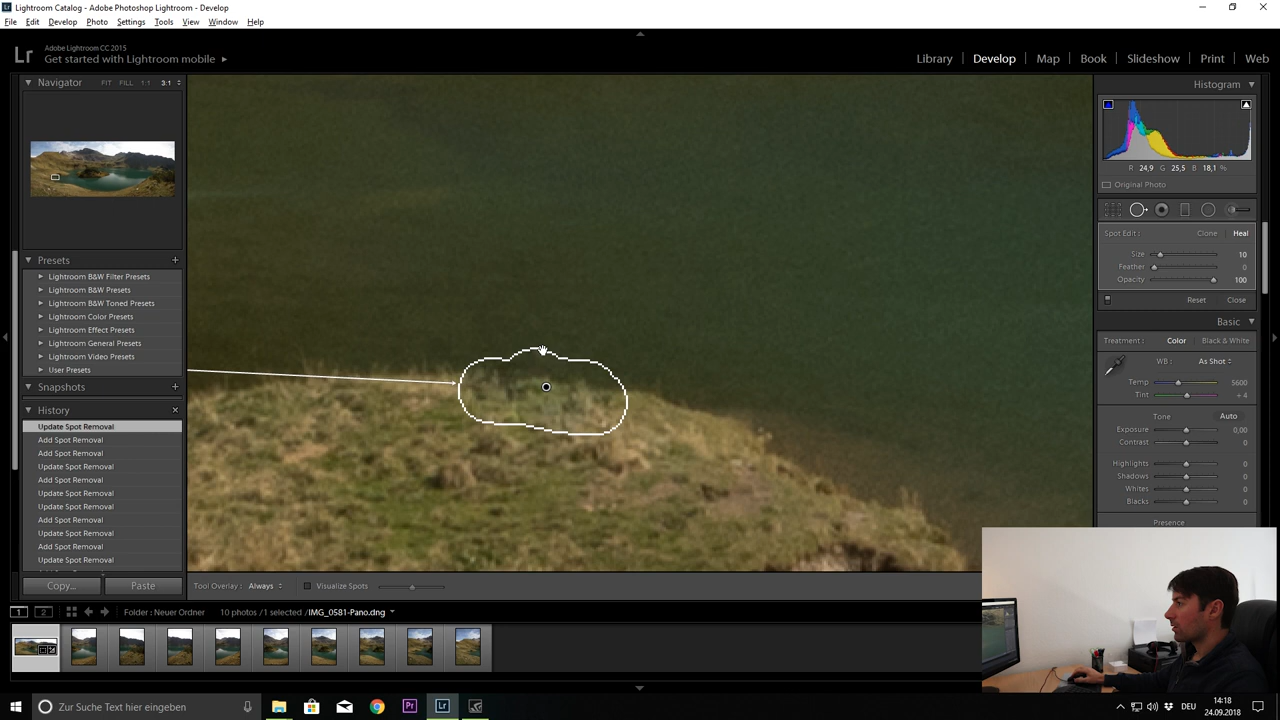 Lightroom Catalog - Adobe Photoshop Lightroom - Develop
File Edit Develop Photo Settings Tools View Window Help
Lr
Adobe Lightroom CC 2015
Get started with Lightroom mobile
Library Develop Map Book Slideshow Print Web
Navigator FIT FILL 1:1 3:1
Presets
Lightroom B&W Filter Presets
Lightroom B&W Presets
Lightroom B&W Toned Presets
Lightroom Color Presets
Lightroom Effect Presets
Lightroom General Presets
Lightroom Video Presets
User Presets
Snapshots
History
Update Spot Removal
Add Spot Removal
Add Spot Removal
Update Spot Removal
Add Spot Removal
Update Spot Removal
Update Spot Removal
Add Spot Removal
Update Spot Removal
Add Spot Removal
Update Spot Removal
Copy... Paste
Tool Overlay: Always Visualize Spots
Histogram
R 24,9 G 25,5 B 18,1 %
Original Photo
Spot Edit: Clone Heal
Size 10
Feather 0
Opacity 100
Reset Close
Basic
Treatment: Color Black & White
WB: As Shot
Temp 5600
Tint + 4
Tone Auto
Exposure 0,00
Contrast 0
Highlights 0
Shadows 0
Whites 0
Blacks 0
Presence
1 2 Folder : Neuer Ordner 10 photos /1 selected /IMG_0581-Pano.dng
Zur Suche Text hier eingeben
Pr Lr
DEU
14:18
24.09.2018